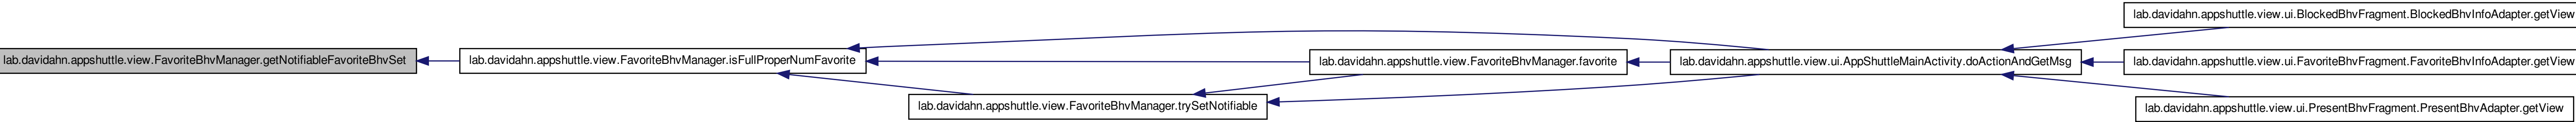 lab.davidahn.appshuttle.view.FavoriteBhvManager.getNotifiableFavoriteBhvSet
lab.davidahn.appshuttle.view.FavoriteBhvManager.isFullProperNumFavorite
lab.davidahn.appshuttle.view.FavoriteBhvManager.favorite
lab.davidahn.appshuttle.view.FavoriteBhvManager.trySetNotifiable
lab.davidahn.appshuttle.view.ui.AppShuttleMainActivity.doActionAndGetMsg
lab.davidahn.appshuttle.view.ui.BlockedBhvFragment.BlockedBhvInfoAdapter.getView
lab.davidahn.appshuttle.view.ui.FavoriteBhvFragment.FavoriteBhvInfoAdapter.getView
lab.davidahn.appshuttle.view.ui.PresentBhvFragment.PresentBhvAdapter.getView